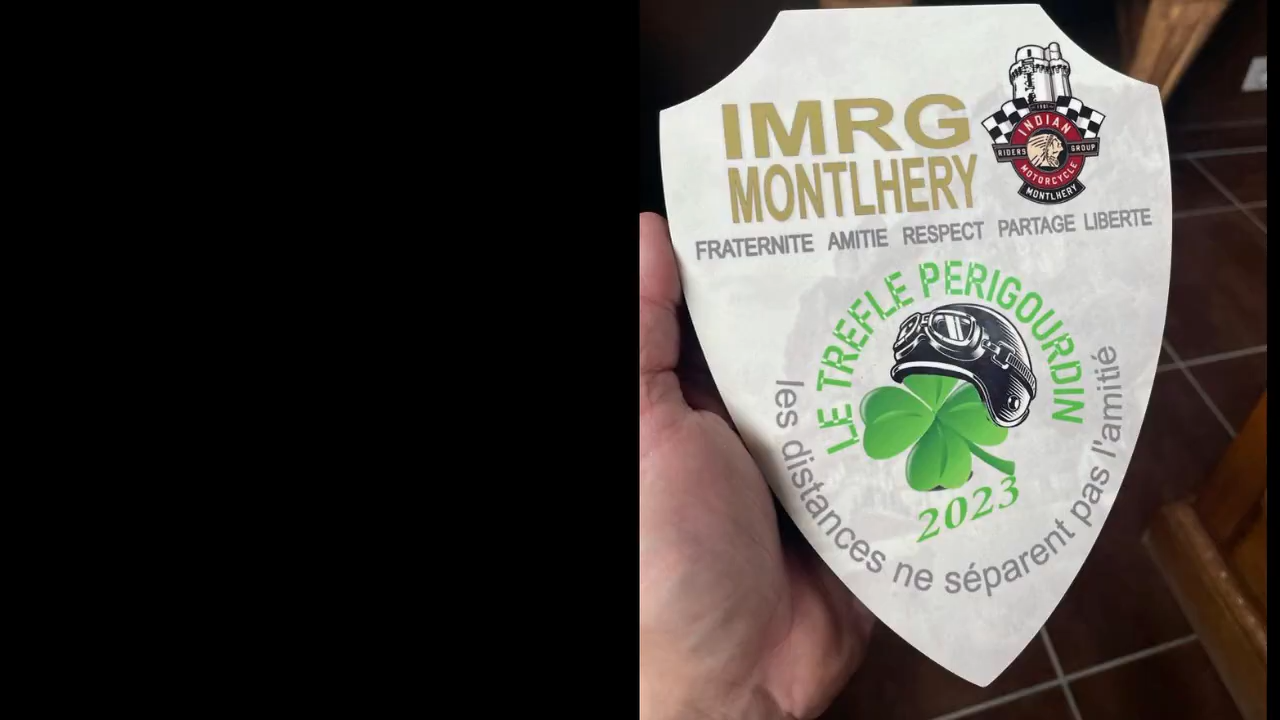 IMRG
MONTLHERY
1901
INDIAN
RIDERS GROUP
MOTORCYCLE
MONTLHERY
FRATERNITE AMITIE RESPECT PARTAGE LIBERTE
LE TREFLE PERIGOURDIN
2023
les distances ne séparent pas l'amitié